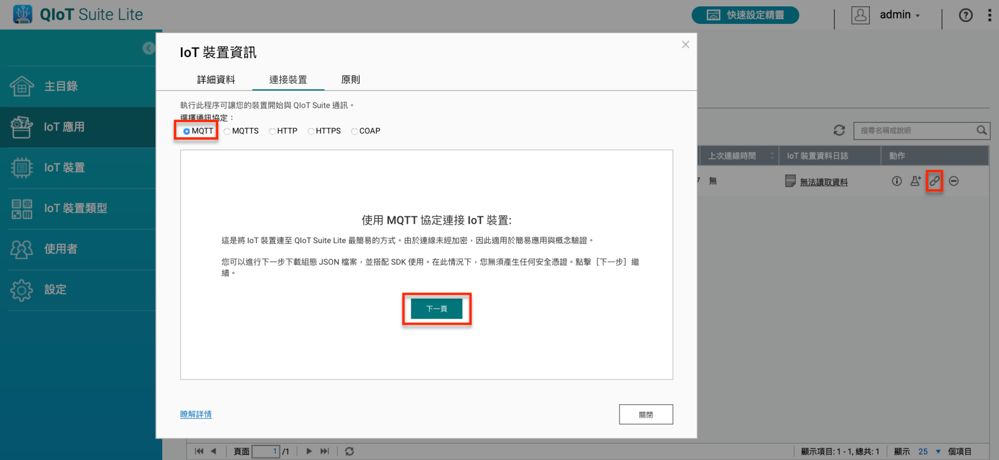 QIoT Suite Lite
快速設定精靈
admin
主目錄
IoT 應用
IoT 裝置
IoT 裝置類型
使用者
設定
IoT 裝置資訊
詳細資料
連接裝置
原則
執行此程序可讓您的裝置開始與 QIoT Suite 通訊。
選擇通訊協定：
MQTT
MQTTS
HTTP
HTTPS
COAP
使用 MQTT 協定連接 IoT 裝置:
這是將 IoT 裝置連至 QIoT Suite Lite 最簡易的方式。由於連線未經加密，因此適用於簡易應用與概念驗證。
您可以進行下一步下載組態 JSON 檔案，並搭配 SDK 使用。在此情況下，您無須產生任何安全憑證。點擊［下一步］繼
續。
下一頁
瞭解詳情
關閉
搜尋名稱或說明
上次連線時間
IoT 裝置資料日誌
動作
7
無
無法讀取資料
頁面 1 /1
顯示項目: 1 - 1, 總共: 1
顯示 25 個項目